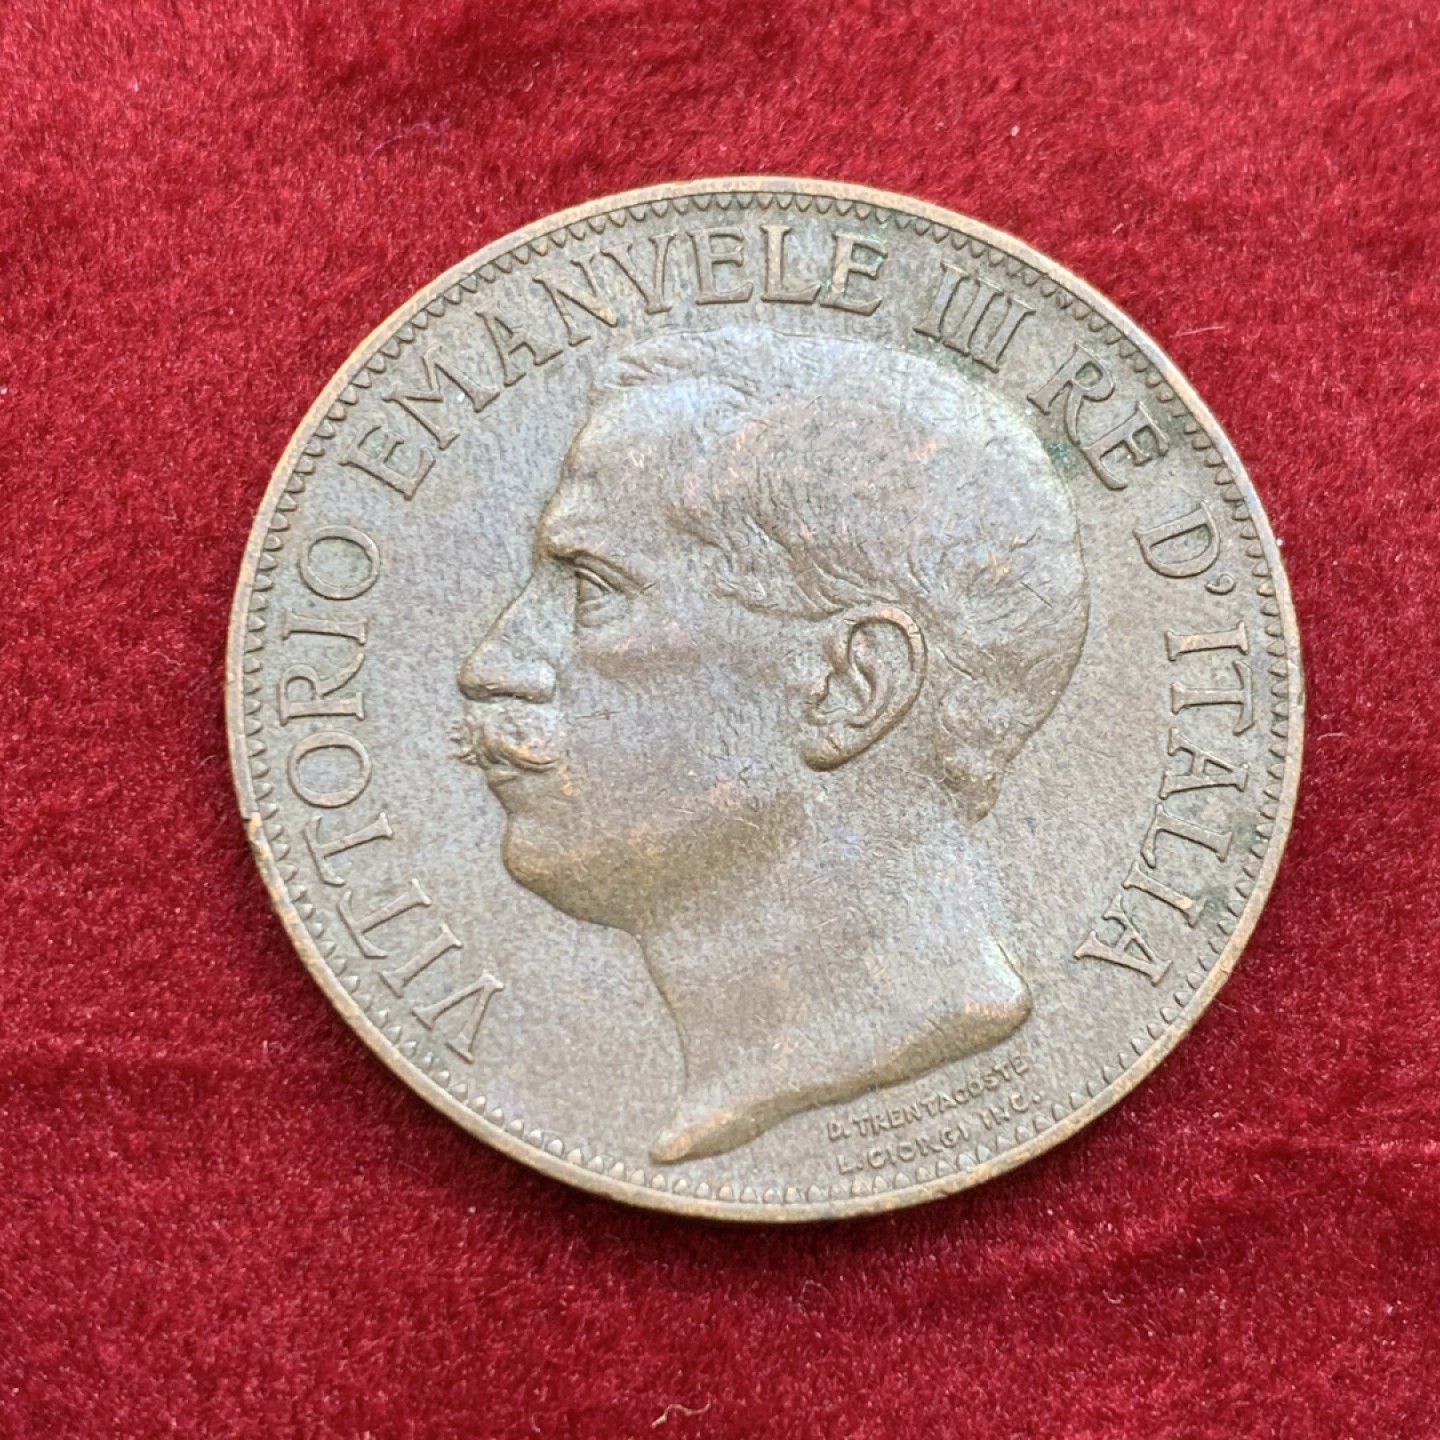 VITTORIO EMANVELE III RE D'ITALIA
D. TRENTACOSTE
L. GIORGI INC.